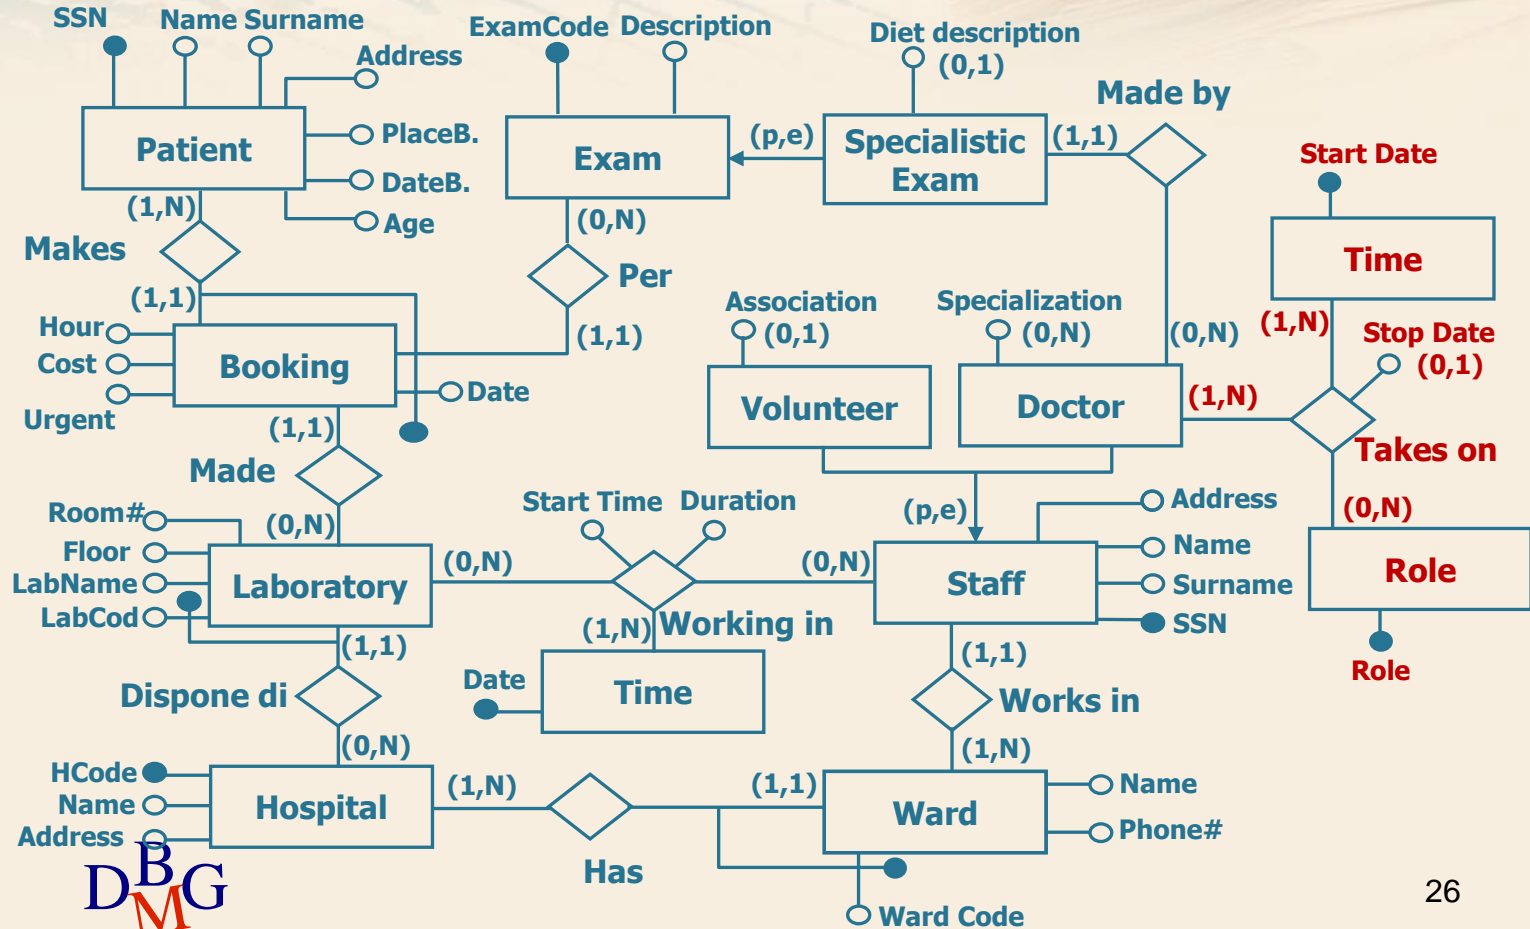 SSN
Name Surname
Address
PlaceB.
DateB.
Age
Patient
(1,N)
Makes
(1,1)
Hour
Cost
Urgent
Booking
Date
(1,1)
Made
(0,N)
Room#
Floor
LabName
LabCod
Laboratory
(1,1)
Dispone di
(0,N)
HCode
Name
Address
Hospital
(1,N)
Has
(1,1)
ExamCode Description
Exam
(p,e)
(0,N)
Per
(1,1)
Diet description
(0,1)
Specialistic
Exam
(1,1)
Made by
(0,N)
Association
(0,1)
Volunteer
Specialization
(0,N)
Doctor
(1,N)
Start Date
Time
(1,N)
Stop Date
(0,1)
Takes on
(0,N)
Role
Role
(p,e)
Address
Name
Surname
SSN
Staff
(0,N)
Start Time Duration
(0,N)
Working in
(1,N)
Date
Time
(1,1)
Works in
(1,N)
Ward
Name
Phone#
Ward Code
DBMG
26